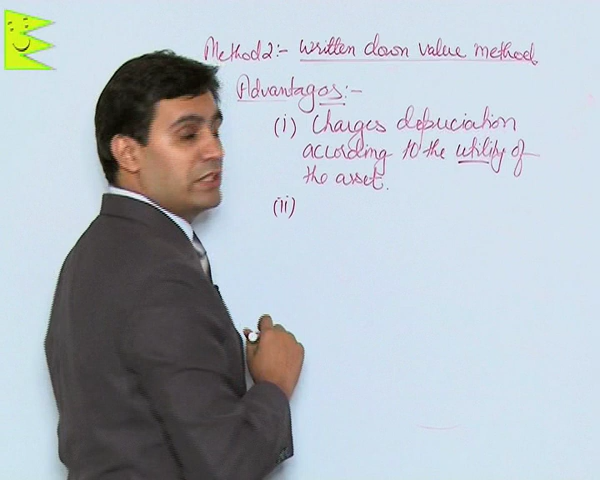 Method 2:- Written down value method.
Advantages:-
(i) Charges depreciation
according to the utility of
the asset.
(ii)